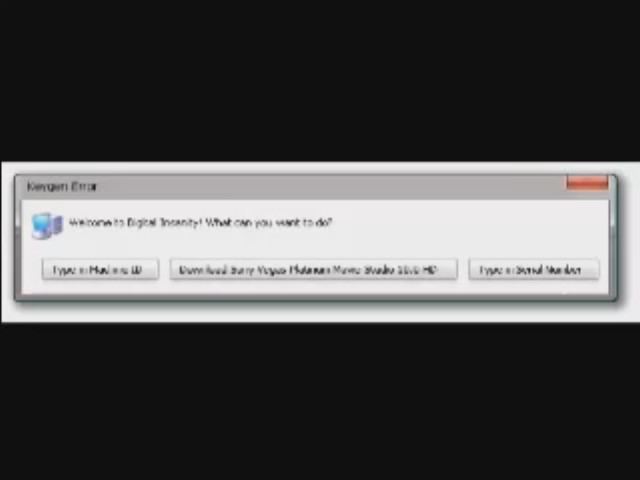 Keygen Error
Welcome to Digital Insanity! What can you want to do?
Type in Machine ID
Download Sony Vegas Platinum Movie Studio 10.0 HD
Type in Serial Number